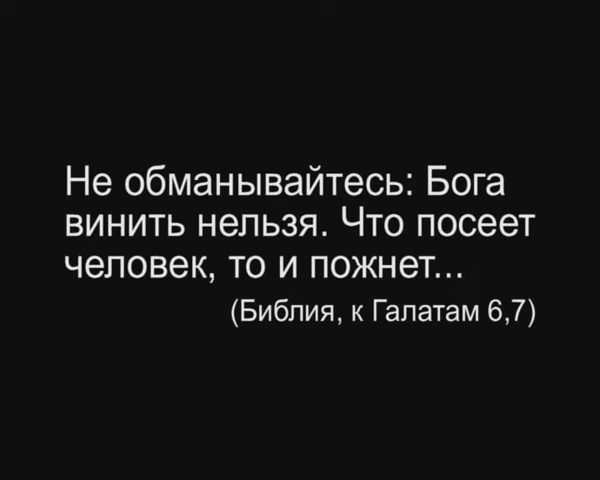 Не обманывайтесь: Бога
винить нельзя. Что посеет
человек, то и пожнет...
(Библия, к Галатам 6,7)